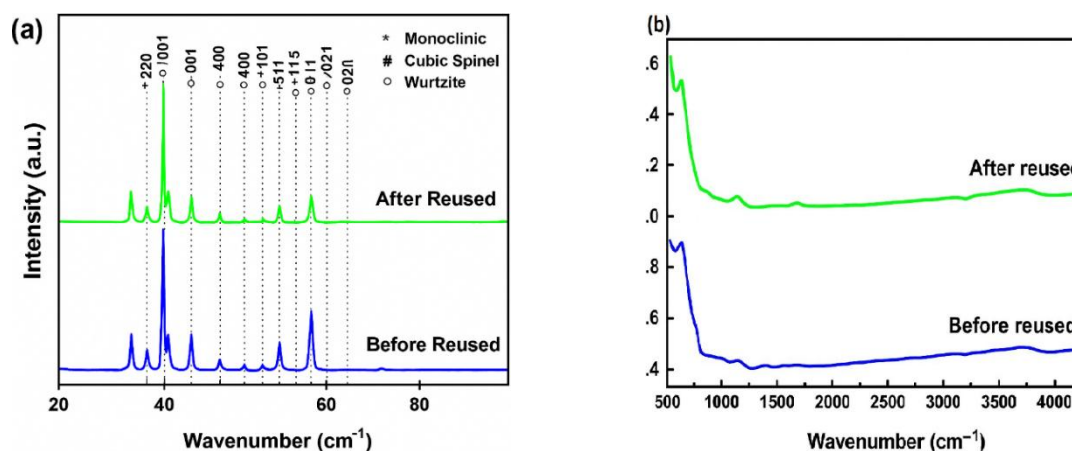 (a)
* Monoclinic
# Cubic Spinel
○ Wurtzite
+220
○/001
○ 001
○ 400
○ 400
○ +101
+511
○ +115
○ 011
○ /021
After Reused
Before Reused
Intensity (a.u.)
20 40 60 80
Wavenumber (cm⁻¹)
(b)
.6
.2
.0
After reused
.8
.6
.4
Before reused
500 1000 1500 2000 2500 3000 3500 4000
Wavenumber (cm⁻¹)